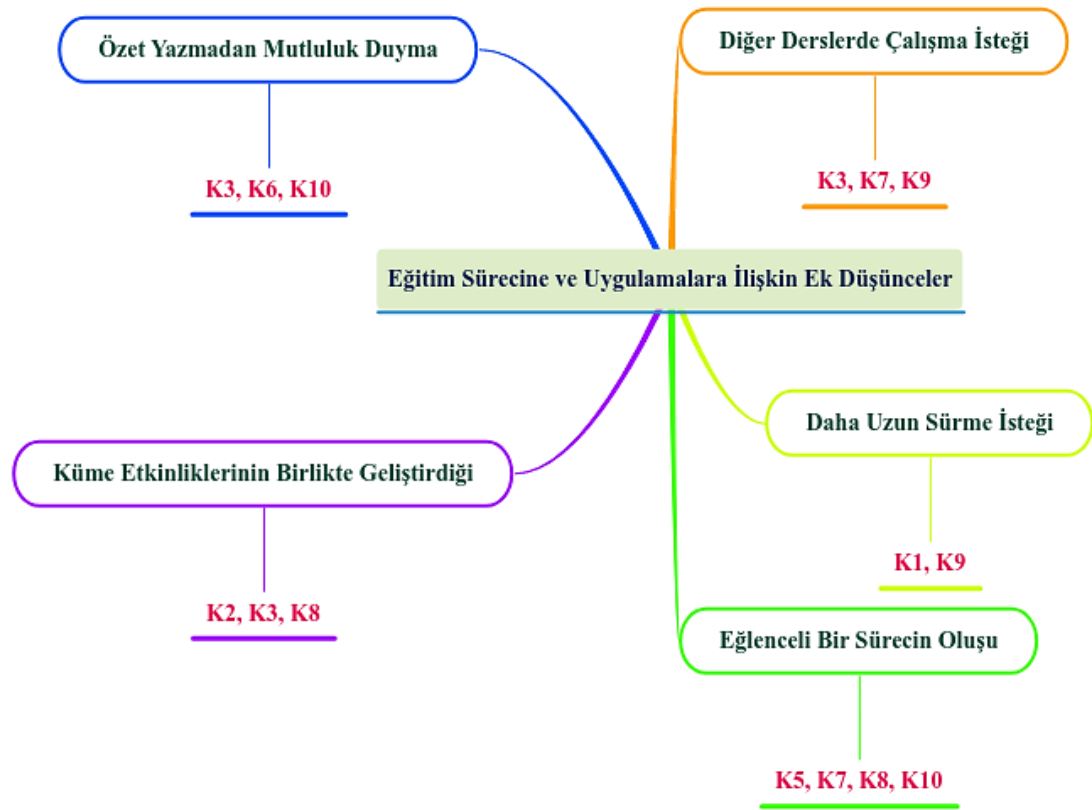 Özet Yazmadan Mutluluk Duyma
K3, K6, K10
Diğer Derslerde Çalışma İsteği
K3, K7, K9
Eğitim Sürecine ve Uygulamalara İlişkin Ek Düşünceler
Küme Etkinliklerinin Birlikte Geliştirdiği
K2, K3, K8
Daha Uzun Sürme İsteği
K1, K9
Eğlenceli Bir Sürecin Oluşu
K5, K7, K8, K10